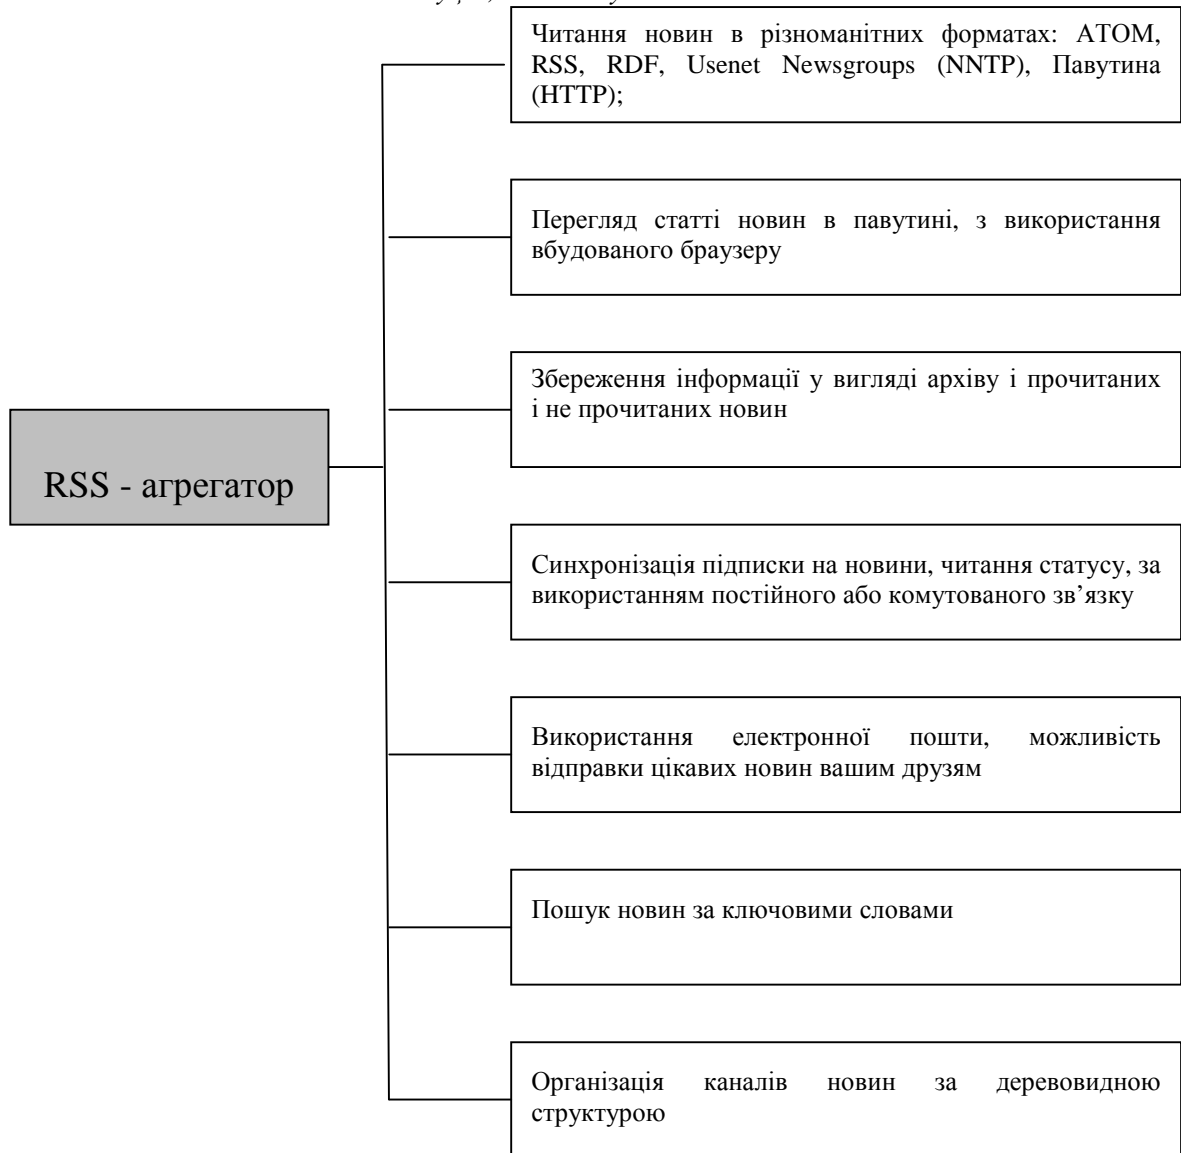 Читання новин в різноманітних форматах: ATOM,
RSS, RDF, Usenet Newsgroups (NNTP), Павутина
(HTTP);
Перегляд статті новин в павутині, з використання
вбудованого браузеру
Збереження інформації у вигляді архіву і прочитаних
і не прочитаних новин
RSS - агрегатор
Синхронізація підписки на новини, читання статусу, за
використанням постійного або комутованого зв’язку
Використання електронної пошти, можливість
відправки цікавих новин вашим друзям
Пошук новин за ключовими словами
Організація каналів новин за деревовидною
структурою